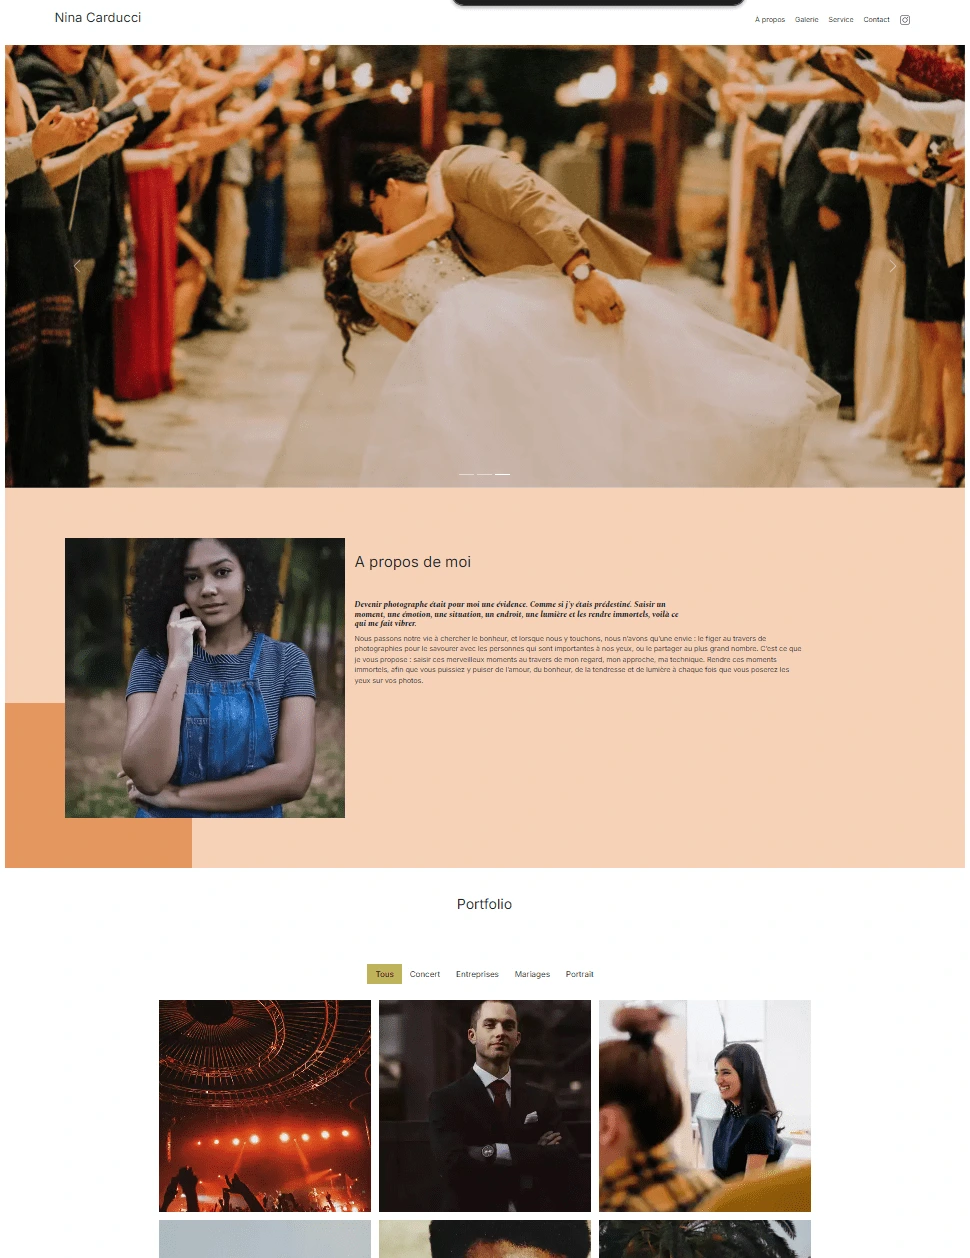 Nina Carducci
A propos Galerie Service Contact
A propos de moi
Devenir photographe était pour moi une évidence. Comme si j'y étais prédestiné. Saisir un
moment, une émotion, une situation, un endroit, une lumière et les rendre immortels, voilà ce
qui me fait vibrer.
Nous passons notre vie à chercher le bonheur, et lorsque nous y touchons, nous n'avons qu'une envie : le figer au travers de
photographies pour le savourer avec les personnes qui sont importantes à nos yeux, ou le partager au plus grand nombre. C'est ce que
je vous propose : saisir ces merveilleux moments au travers de mon regard, mon approche, ma technique. Rendre ces moments
immortels, afin que vous puissiez y puiser de l'amour, du bonheur, de la tendresse et de lumière à chaque fois que vous poserez les
yeux sur vos photos.
Portfolio
Tous Concert Entreprises Mariages Portrait